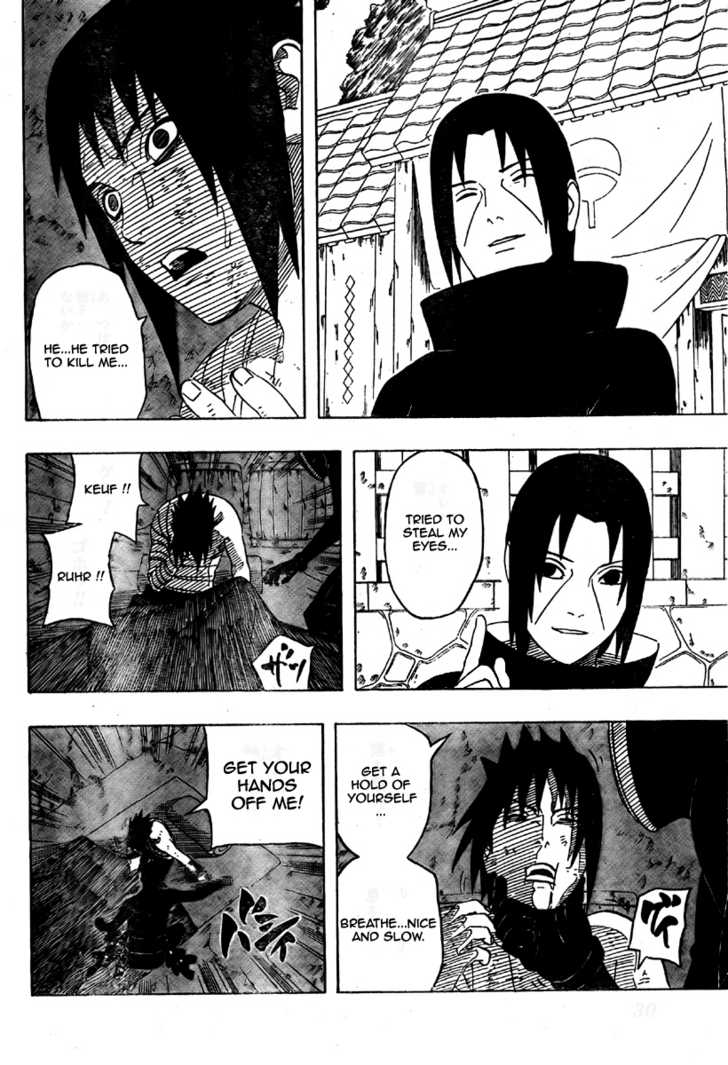 HE...HE TRIED
TO KILL ME...
TRIED TO
STEAL MY
EYES...
KEUF !!
RUHR !!
GET A
HOLD OF
YOURSELF
...
BREATHE...NICE
AND SLOW.
GET YOUR
HANDS
OFF ME!
30